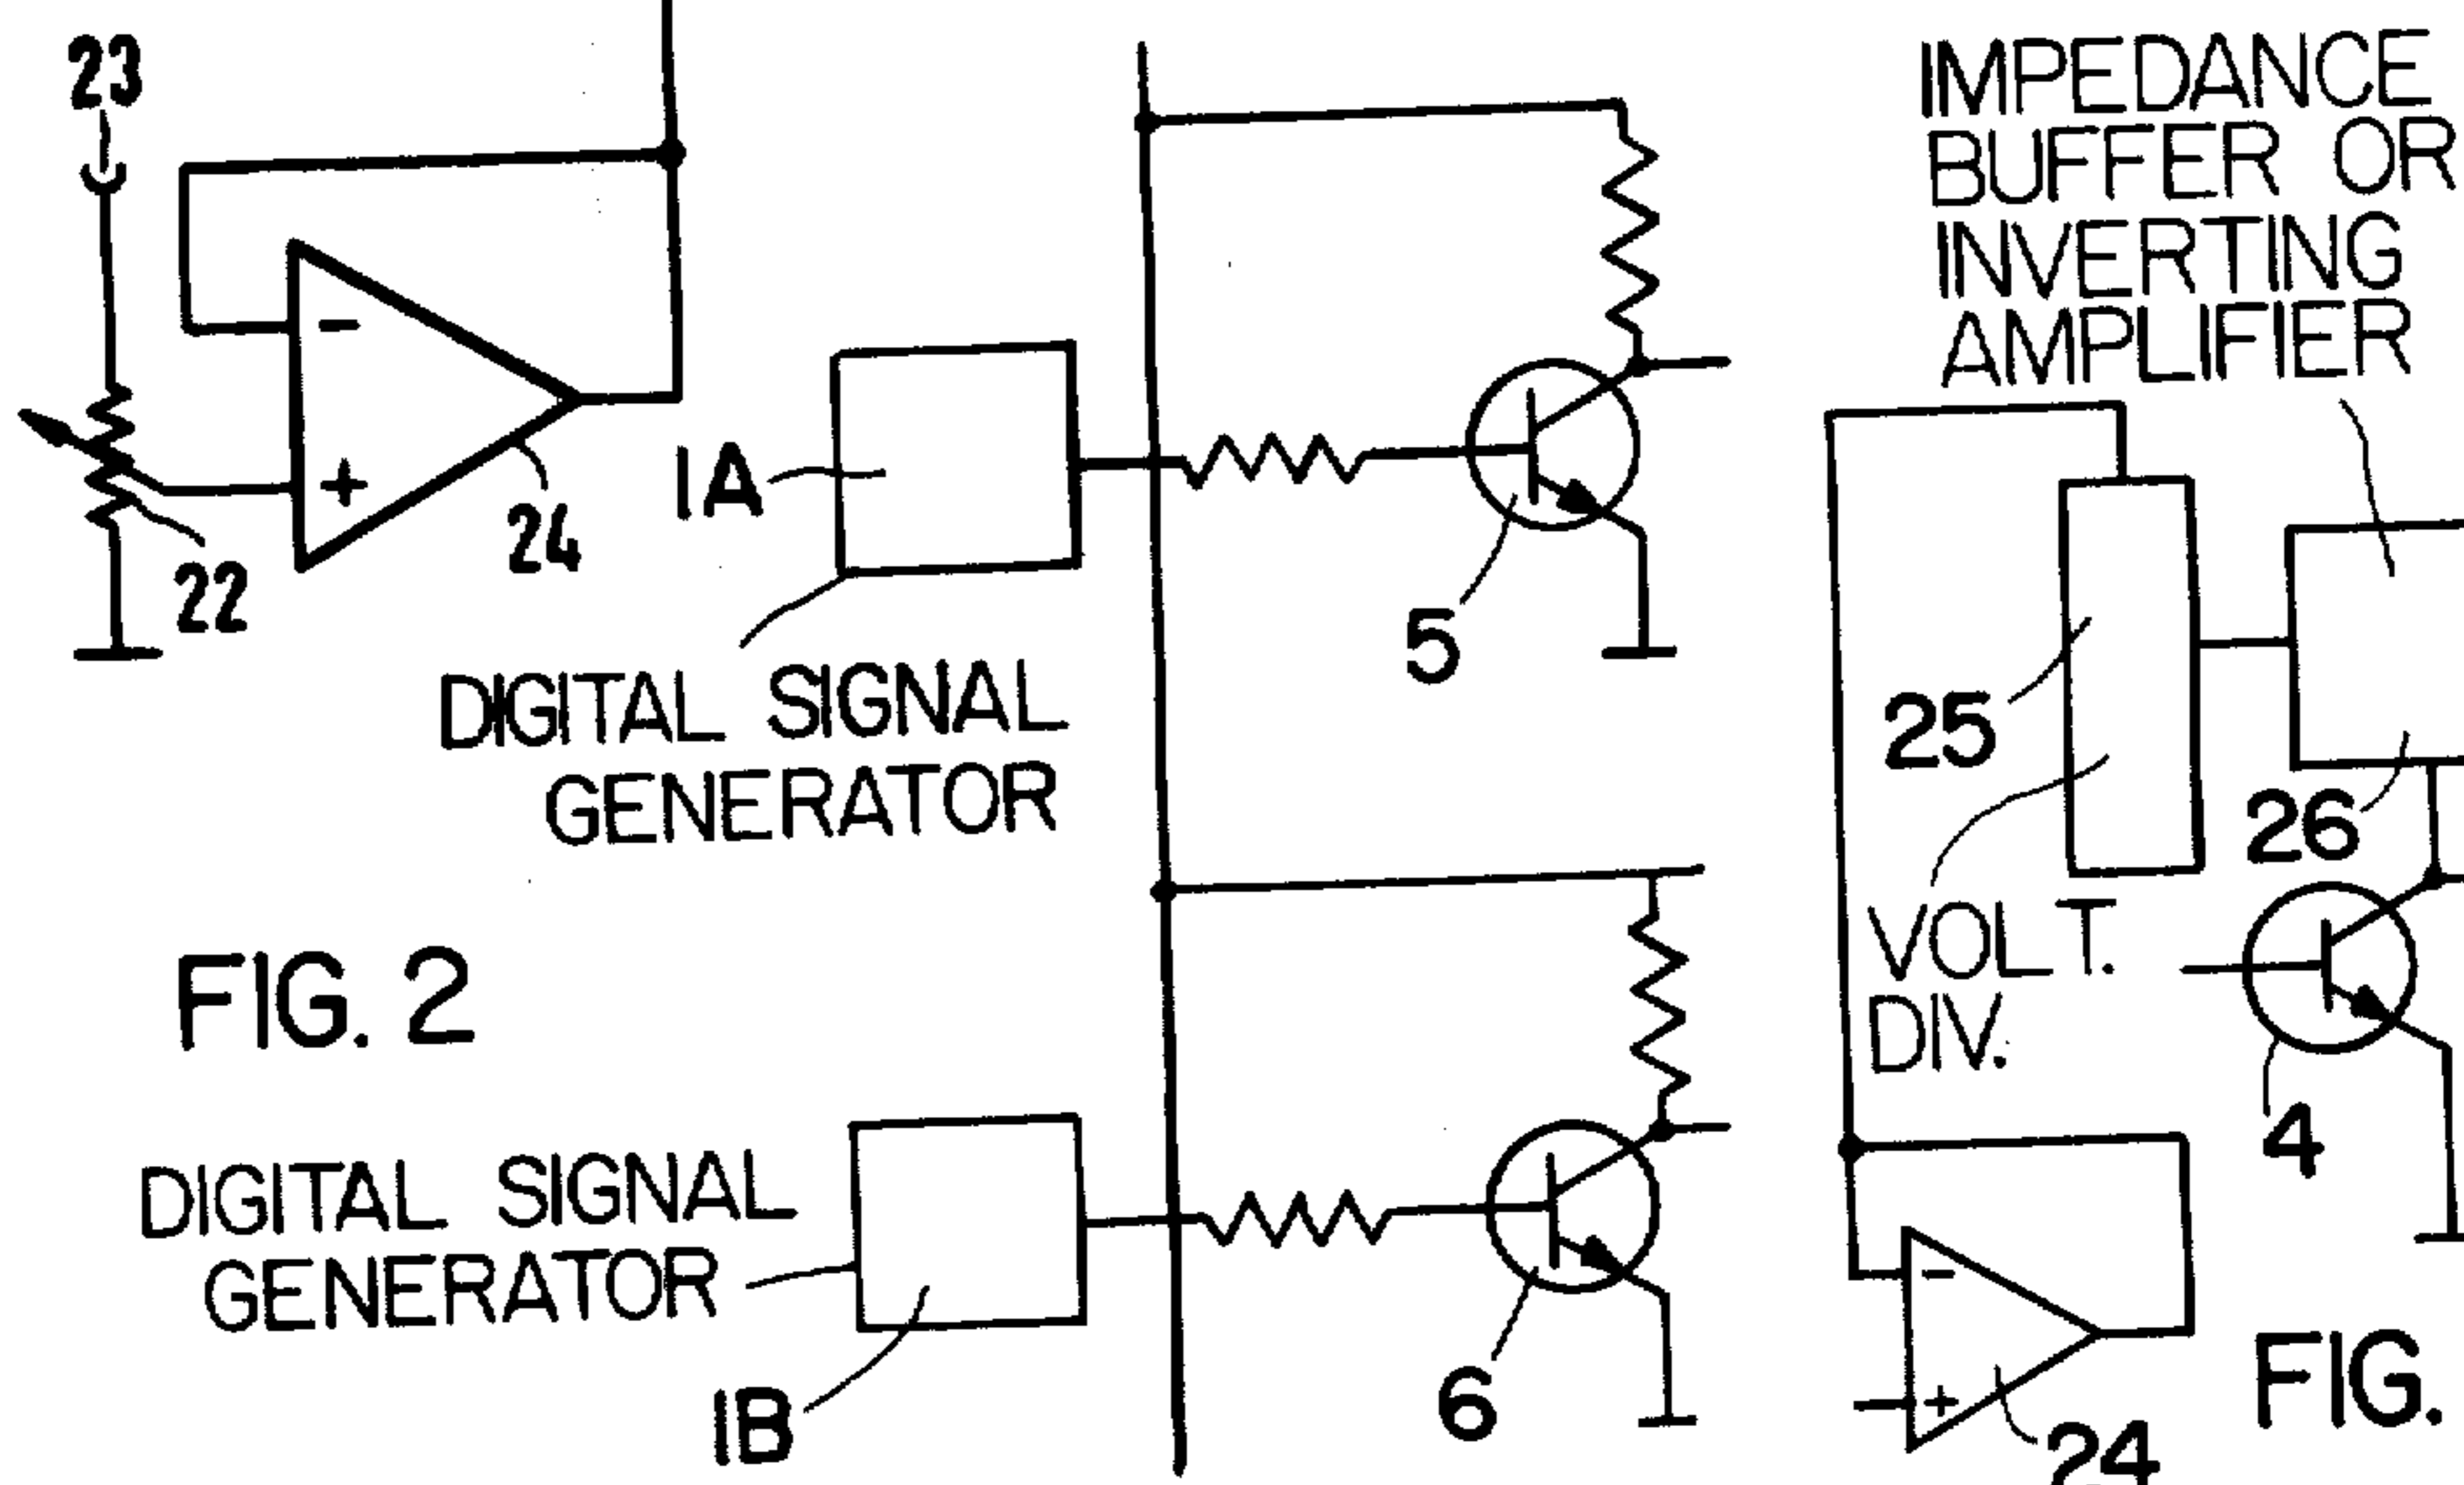 23
IMPEDANCE
BUFFER OR
INVERTING
AMPLIFIER
-
+
22
24
1A
5
DIGITAL SIGNAL
GENERATOR
25
26
VOLT.
DIV.
4
FIG. 2
DIGITAL SIGNAL
GENERATOR
1B
6
-
+
24
FIG.